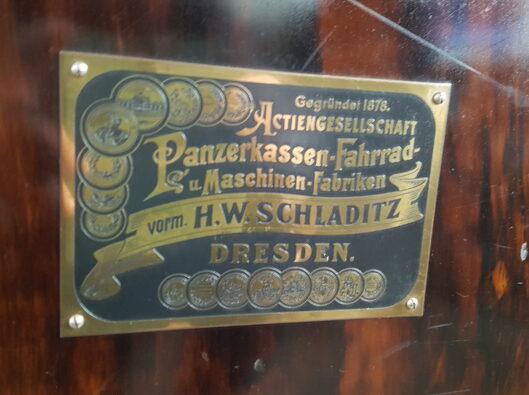 Gegründet 1878.
ACTIENGESELLSCHAFT
Panzerkassen-Fahrrad-
u. Maschinen-Fabriken
vorm. H.W. SCHLADITZ
DRESDEN.